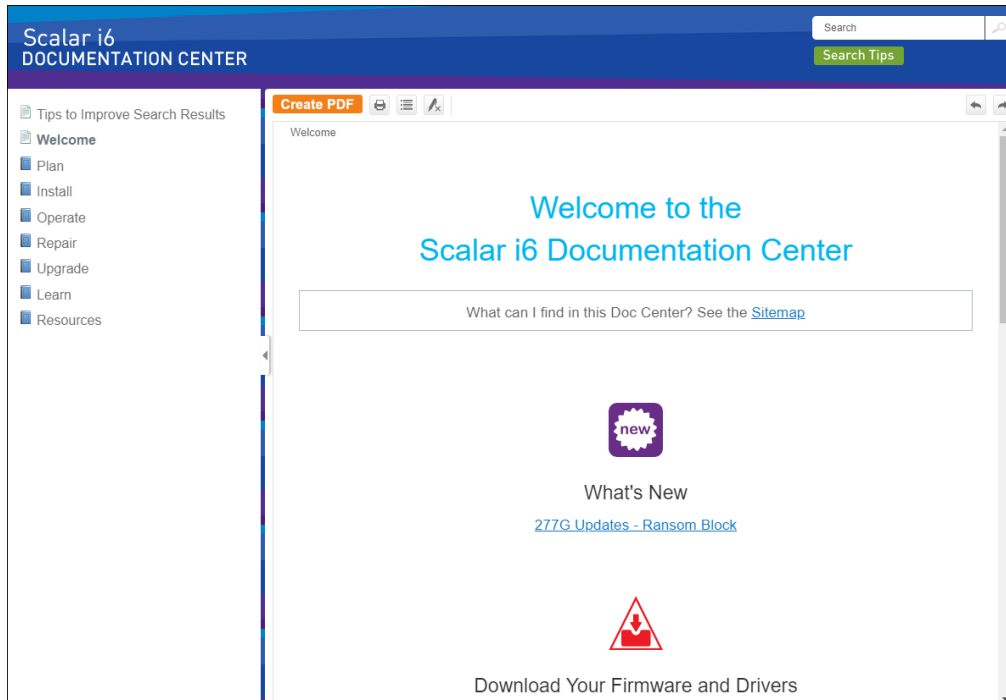 Scalar i6
DOCUMENTATION CENTER
Search
Search Tips
Tips to Improve Search Results
Welcome
Plan
Install
Operate
Repair
Upgrade
Learn
Resources
Create PDF
Welcome
Welcome to the
Scalar i6 Documentation Center
What can I find in this Doc Center? See the Sitemap
new
What's New
277G Updates - Ransom Block
Download Your Firmware and Drivers